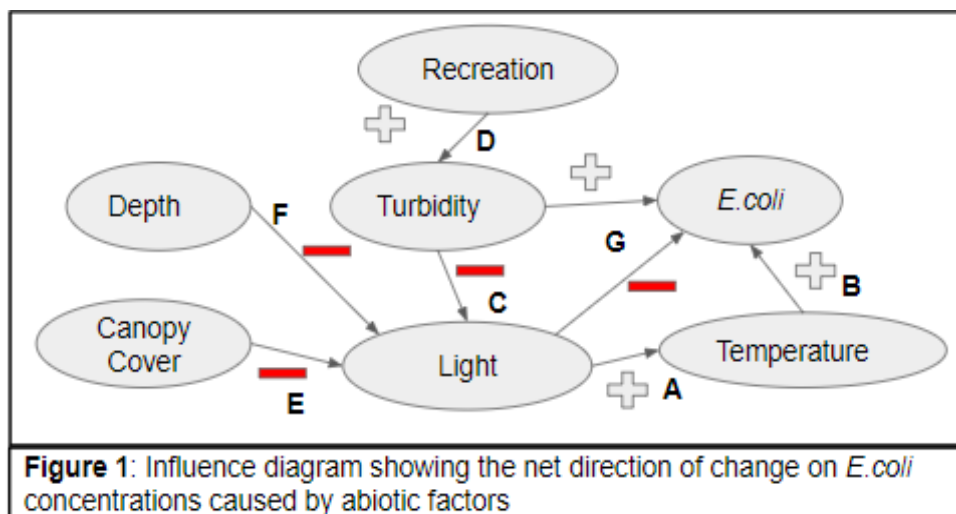 Recreation
D
Depth
F
Turbidity
E.coli
G
C
B
Canopy
Cover
E
Light
A
Temperature
Figure 1: Influence diagram showing the net direction of change on E.coli
concentrations caused by abiotic factors